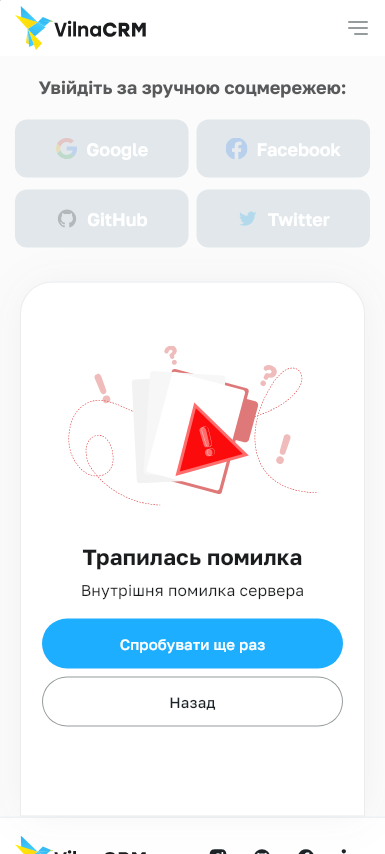 VilnaCRM
Увійдіть за зручною соцмережею:
Google
Facebook
GitHub
Twitter
Трапилась помилка
Внутрішня помилка сервера
Спробувати ще раз
Назад
VilnaCRM